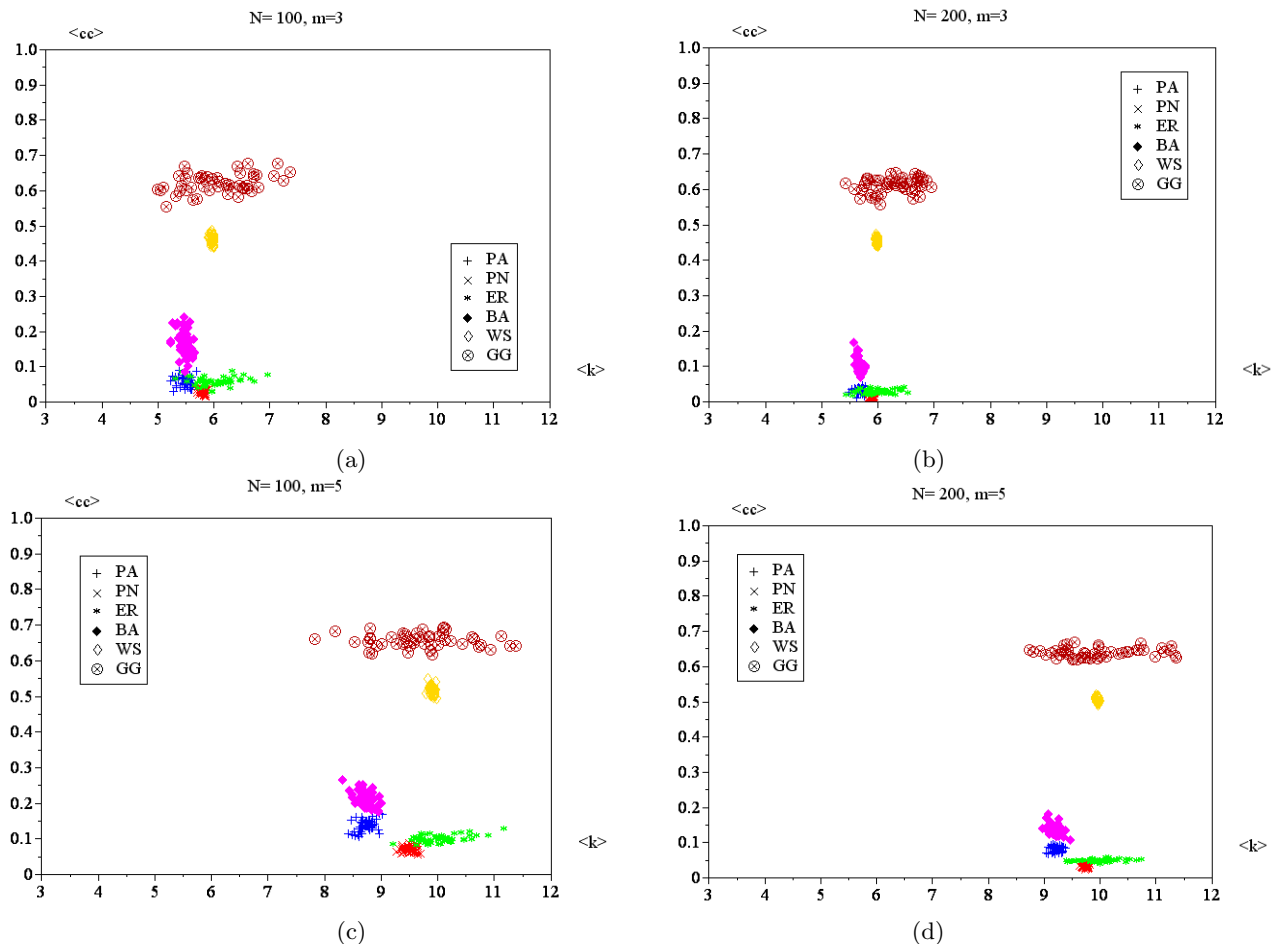 N= 100, m=3
<cc>
1.0
0.9
0.8
0.7
0.6
0.5
0.4
0.3
0.2
0.1
0
3 4 5 6 7 8 9 10 11 12
PA
PN
ER
BA
WS
GG
<k>
(a)
N= 200, m=3
<cc>
1.0
0.9
0.8
0.7
0.6
0.5
0.4
0.3
0.2
0.1
0
3 4 5 6 7 8 9 10 11 12
PA
PN
ER
BA
WS
GG
<k>
(b)
N= 100, m=5
<cc>
1.0
0.9
0.8
0.7
0.6
0.5
0.4
0.3
0.2
0.1
0
3 4 5 6 7 8 9 10 11 12
PA
PN
ER
BA
WS
GG
<k>
(c)
N= 200, m=5
<cc>
1.0
0.9
0.8
0.7
0.6
0.5
0.4
0.3
0.2
0.1
0
3 4 5 6 7 8 9 10 11 12
PA
PN
ER
BA
WS
GG
<k>
(d)